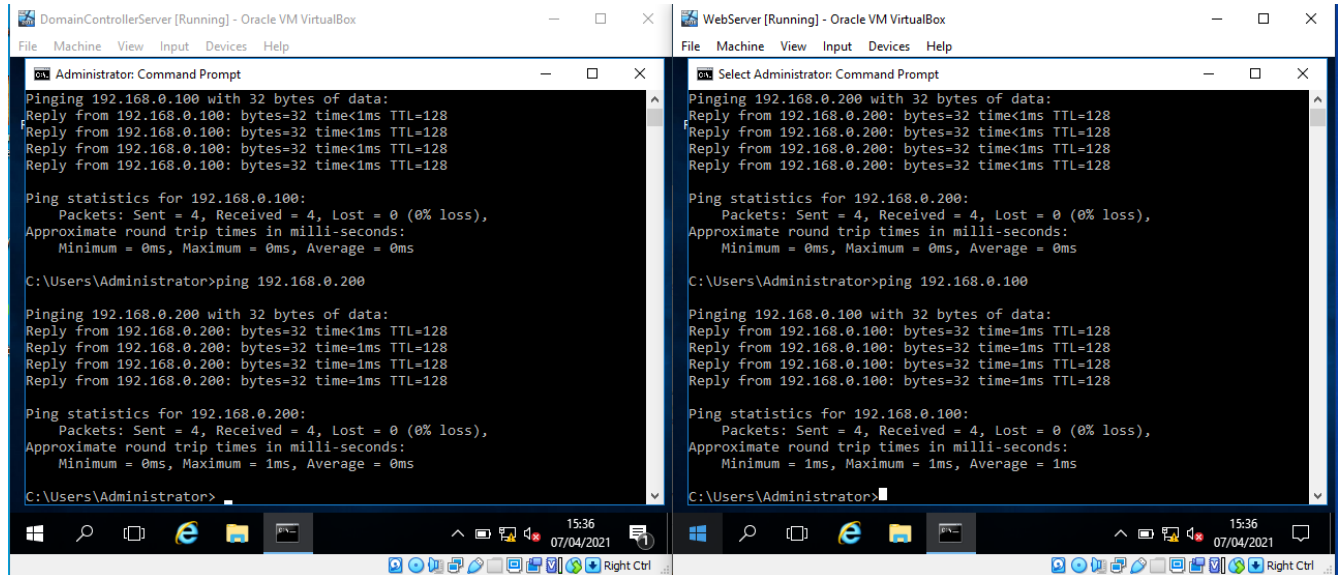 DomainControllerServer [Running] - Oracle VM VirtualBox
File Machine View Input Devices Help
Administrator: Command Prompt
Pinging 192.168.0.100 with 32 bytes of data:
Reply from 192.168.0.100: bytes=32 time<1ms TTL=128
Reply from 192.168.0.100: bytes=32 time<1ms TTL=128
Reply from 192.168.0.100: bytes=32 time<1ms TTL=128
Reply from 192.168.0.100: bytes=32 time<1ms TTL=128
Ping statistics for 192.168.0.100:
Packets: Sent = 4, Received = 4, Lost = 0 (0% loss),
Approximate round trip times in milli-seconds:
Minimum = 0ms, Maximum = 0ms, Average = 0ms
C:\Users\Administrator>ping 192.168.0.200
Pinging 192.168.0.200 with 32 bytes of data:
Reply from 192.168.0.200: bytes=32 time<1ms TTL=128
Reply from 192.168.0.200: bytes=32 time=1ms TTL=128
Reply from 192.168.0.200: bytes=32 time=1ms TTL=128
Reply from 192.168.0.200: bytes=32 time=1ms TTL=128
Ping statistics for 192.168.0.200:
Packets: Sent = 4, Received = 4, Lost = 0 (0% loss),
Approximate round trip times in milli-seconds:
Minimum = 0ms, Maximum = 1ms, Average = 0ms
C:\Users\Administrator>
15:36
07/04/2021
1
Right Ctrl
WebServer [Running] - Oracle VM VirtualBox
File Machine View Input Devices Help
Select Administrator: Command Prompt
Pinging 192.168.0.200 with 32 bytes of data:
Reply from 192.168.0.200: bytes=32 time<1ms TTL=128
Reply from 192.168.0.200: bytes=32 time<1ms TTL=128
Reply from 192.168.0.200: bytes=32 time<1ms TTL=128
Reply from 192.168.0.200: bytes=32 time<1ms TTL=128
Ping statistics for 192.168.0.200:
Packets: Sent = 4, Received = 4, Lost = 0 (0% loss),
Approximate round trip times in milli-seconds:
Minimum = 0ms, Maximum = 0ms, Average = 0ms
C:\Users\Administrator>ping 192.168.0.100
Pinging 192.168.0.100 with 32 bytes of data:
Reply from 192.168.0.100: bytes=32 time=1ms TTL=128
Reply from 192.168.0.100: bytes=32 time=1ms TTL=128
Reply from 192.168.0.100: bytes=32 time=1ms TTL=128
Reply from 192.168.0.100: bytes=32 time=1ms TTL=128
Ping statistics for 192.168.0.100:
Packets: Sent = 4, Received = 4, Lost = 0 (0% loss),
Approximate round trip times in milli-seconds:
Minimum = 1ms, Maximum = 1ms, Average = 1ms
C:\Users\Administrator>
15:36
07/04/2021
Right Ctrl